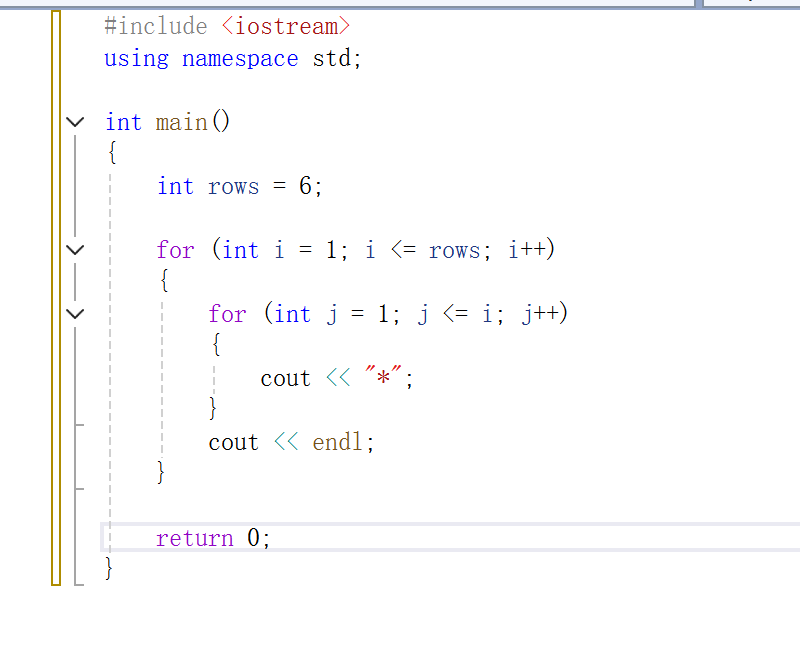 #include <iostream>
using namespace std;
int main()
{
int rows = 6;
for (int i = 1; i <= rows; i++)
{
for (int j = 1; j <= i; j++)
{
cout << "*";
}
cout << endl;
}
return 0;
}